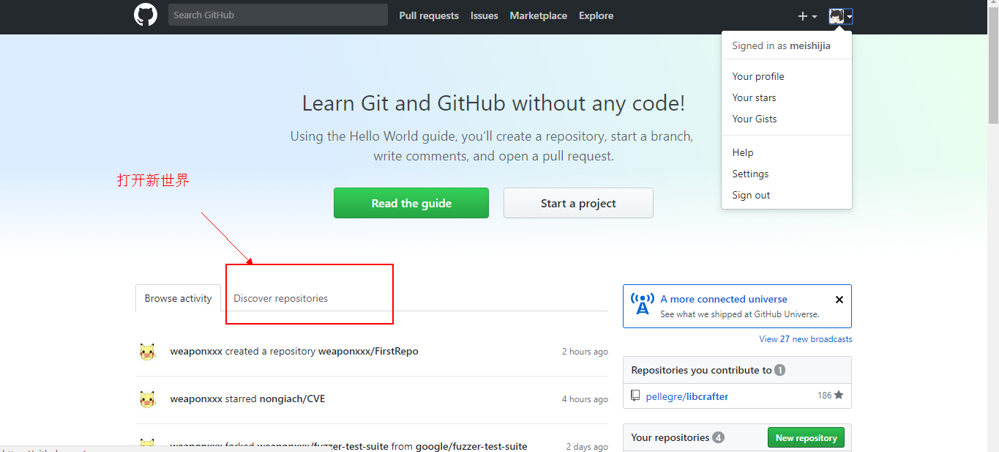 Search GitHub
Pull requests Issues Marketplace Explore
Signed in as meishijia
Your profile
Your stars
Your Gists
Help
Settings
Sign out
Learn Git and GitHub without any code!
Using the Hello World guide, you’ll create a repository, start a branch,
write comments, and open a pull request.
打开新世界
Read the guide
Start a project
Browse activity
Discover repositories
weaponxxx created a repository weaponxxx/FirstRepo
2 hours ago
weaponxxx starred nongiach/CVE
4 hours ago
weaponxxx forked weaponxxx/fuzzer-test-suite from google/fuzzer-test-suite
2 days ago
A more connected universe
See what we shipped at GitHub Universe.
View 27 new broadcasts
Repositories you contribute to 1
pellegre/libcrafter 186
Your repositories 4
New repository